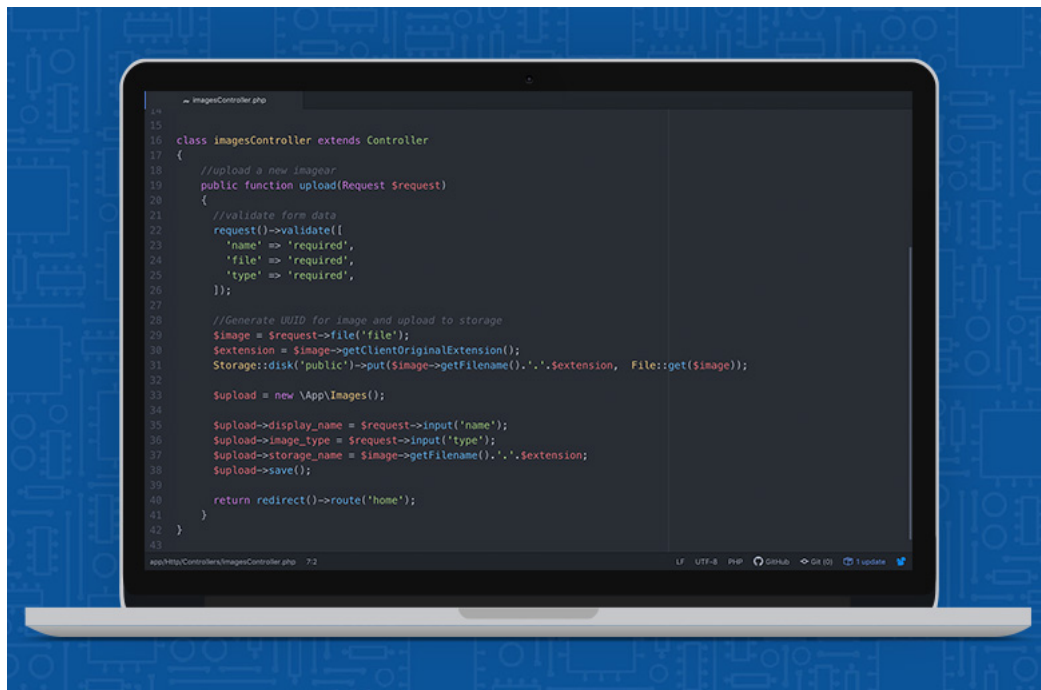 imagesController.php
14
15
16 class imagesController extends Controller
17 {
18 //upload a new imagear
19 public function upload(Request $request)
20 {
21 //validate form data
22 request()->validate([
23 'name' => 'required',
24 'file' => 'required',
25 'type' => 'required',
26 ]);
27
28 //Generate UUID for image and upload to storage
29 $image = $request->file('file');
30 $extension = $image->getClientOriginalExtension();
31 Storage::disk('public')->put($image->getFilename().'.'.$extension, File::get($image));
32
33 $upload = new \App\Images();
34
35 $upload->display_name = $request->input('name');
36 $upload->image_type = $request->input('type');
37 $upload->storage_name = $image->getFilename().'.'.$extension;
38 $upload->save();
39
40 return redirect()->route('home');
41 }
42 }
43
app/Http/Controllers/imagesController.php 7:2 LF UTF-8 PHP GitHub Git (0) 1 update